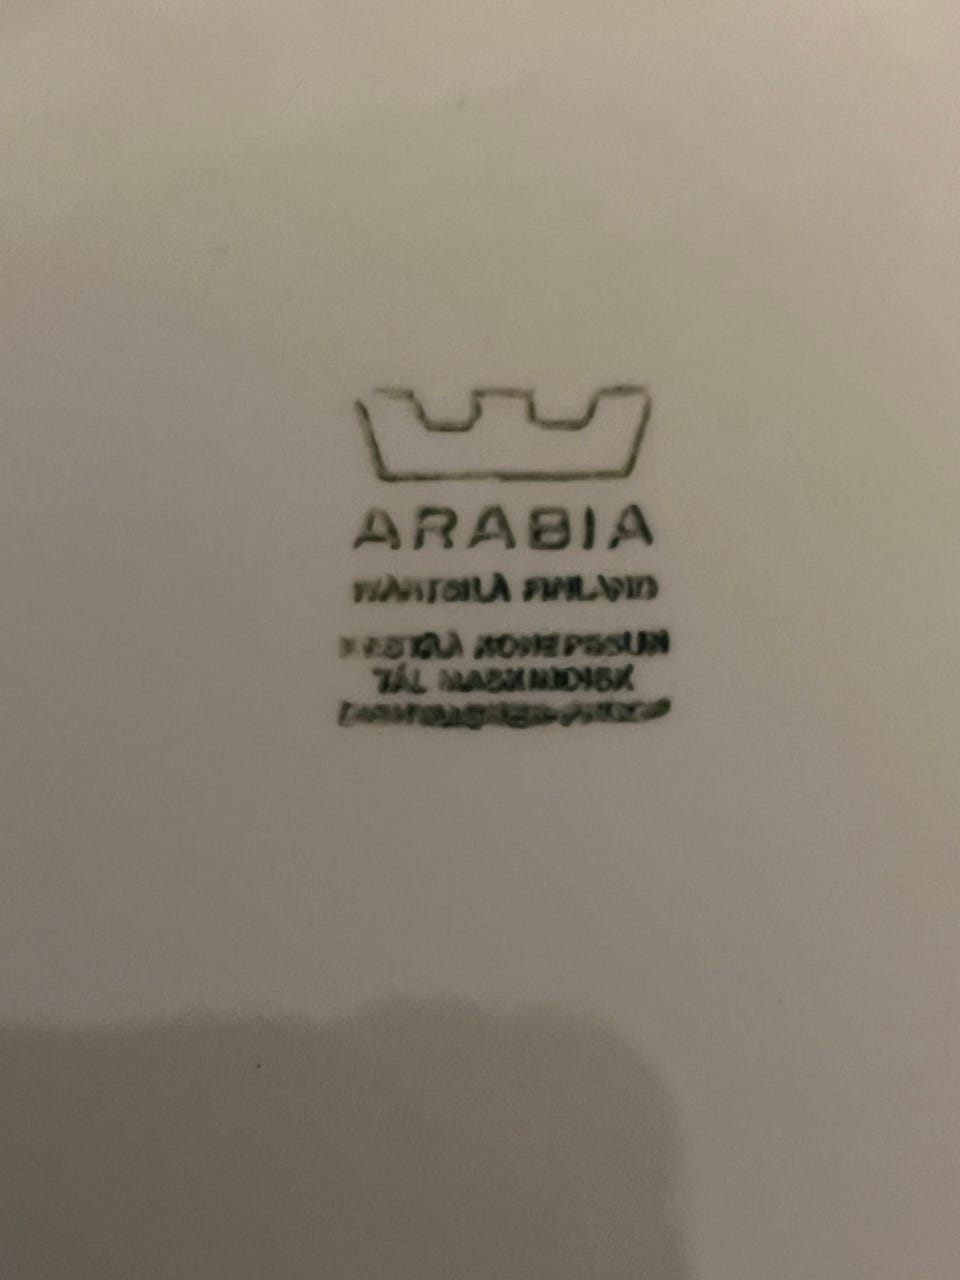 ARABIA
WÄRTSILÄ FINLAND
KESTÄÄ KONEPESUN
TÅL MASKINDISK